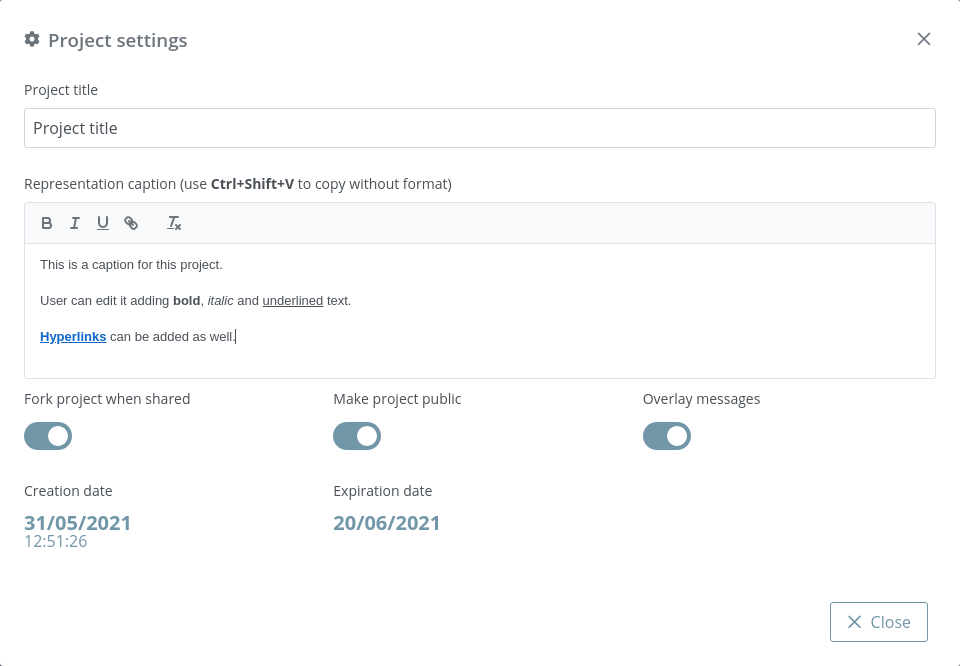 Project settings
Project title
Project title
Representation caption (use Ctrl+Shift+V to copy without format)
B I U
This is a caption for this project.
User can edit it adding bold, italic and underlined text.
Hyperlinks can be added as well.
Fork project when shared Make project public Overlay messages
Creation date Expiration date
31/05/2021 20/06/2021
12:51:26
Close